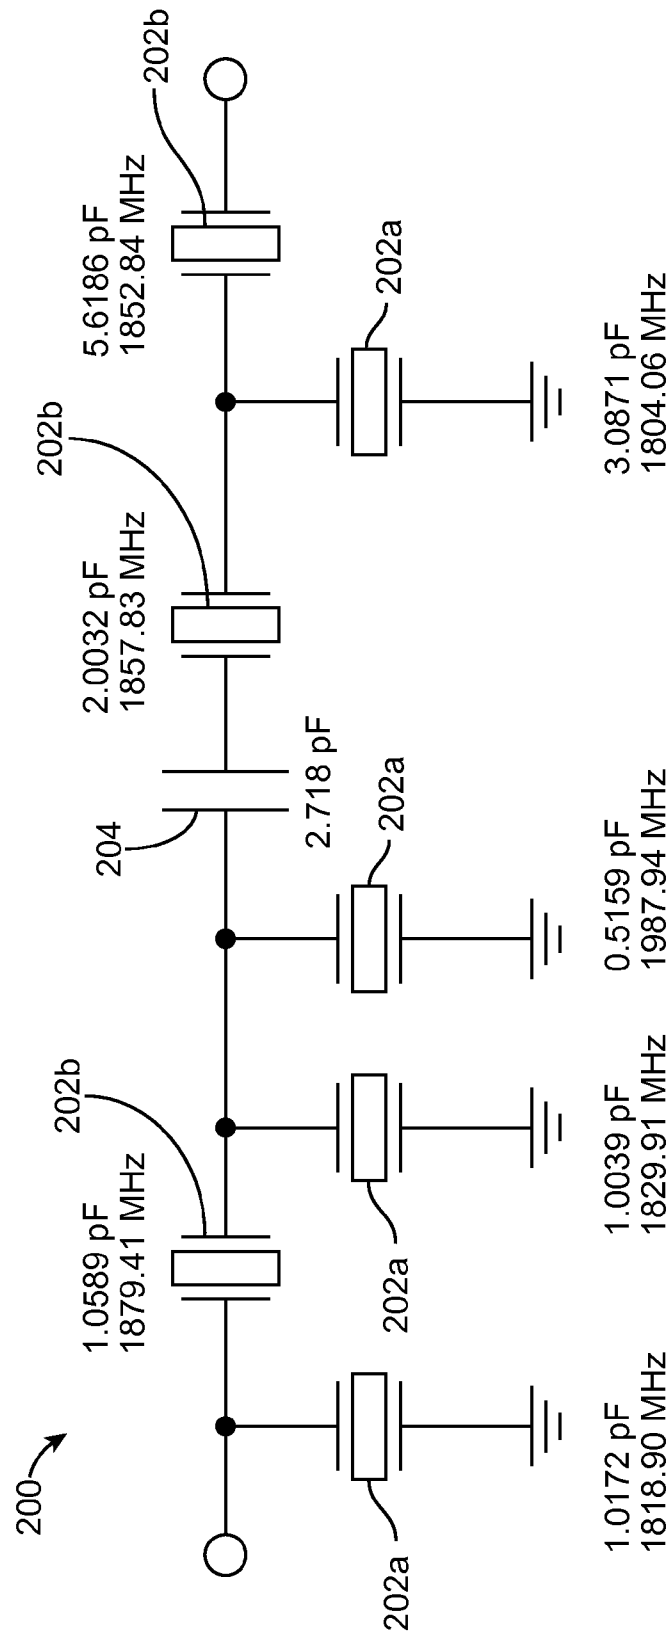 200
1.0589 pF
1879.41 MHz
202b
204
2.718 pF
2.0032 pF
1857.83 MHz
202b
5.6186 pF
1852.84 MHz
202b
202a
202a
202a
202a
1.0172 pF
1818.90 MHz
1.0039 pF
1829.91 MHz
0.5159 pF
1987.94 MHz
3.0871 pF
1804.06 MHz